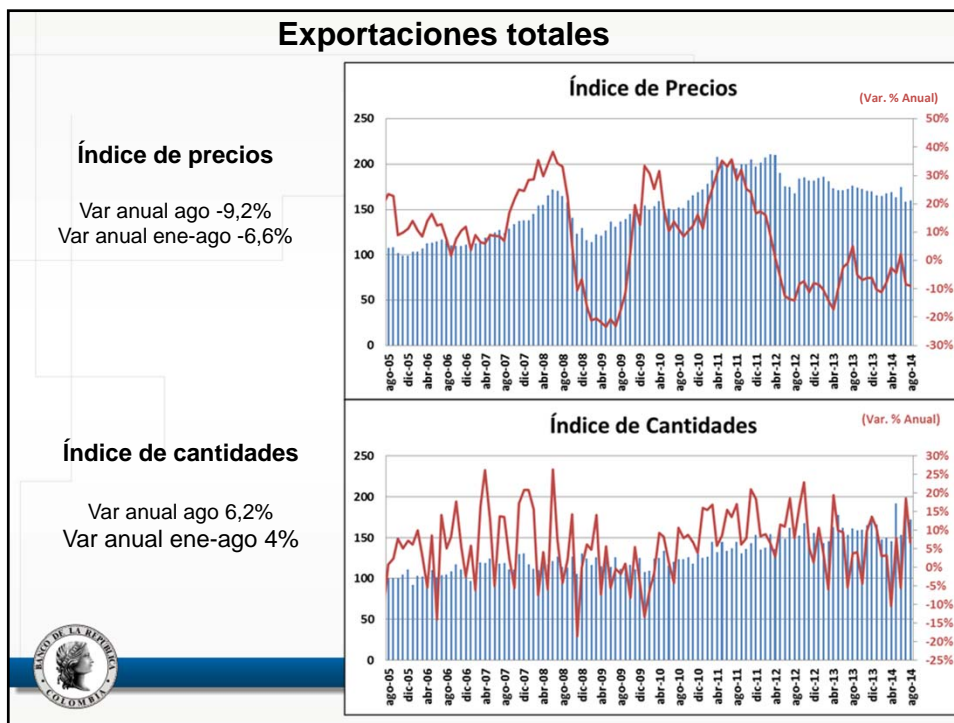 Exportaciones totales
Índice de precios
Var anual ago -9,2%
Var anual ene-ago -6,6%
Índice de Precios
(Var. % Anual)
250
200
150
100
50
0
50%
40%
30%
20%
10%
0%
-10%
-20%
-30%
ago-05
dic-05
abr-06
ago-06
dic-06
abr-07
ago-07
dic-07
abr-08
ago-08
dic-08
abr-09
ago-09
dic-09
abr-10
ago-10
dic-10
abr-11
ago-11
dic-11
abr-12
ago-12
dic-12
abr-13
ago-13
dic-13
abr-14
ago-14
Índice de cantidades
Var anual ago 6,2%
Var anual ene-ago 4%
Índice de Cantidades
(Var. % Anual)
250
200
150
100
50
0
30%
25%
20%
15%
10%
5%
0%
-5%
-10%
-15%
-20%
-25%
ago-05
dic-05
abr-06
ago-06
dic-06
abr-07
ago-07
dic-07
abr-08
ago-08
dic-08
abr-09
ago-09
dic-09
abr-10
ago-10
dic-10
abr-11
ago-11
dic-11
abr-12
ago-12
dic-12
abr-13
ago-13
dic-13
abr-14
ago-14
BANCO DE LA REPUBLICA
COLOMBIA